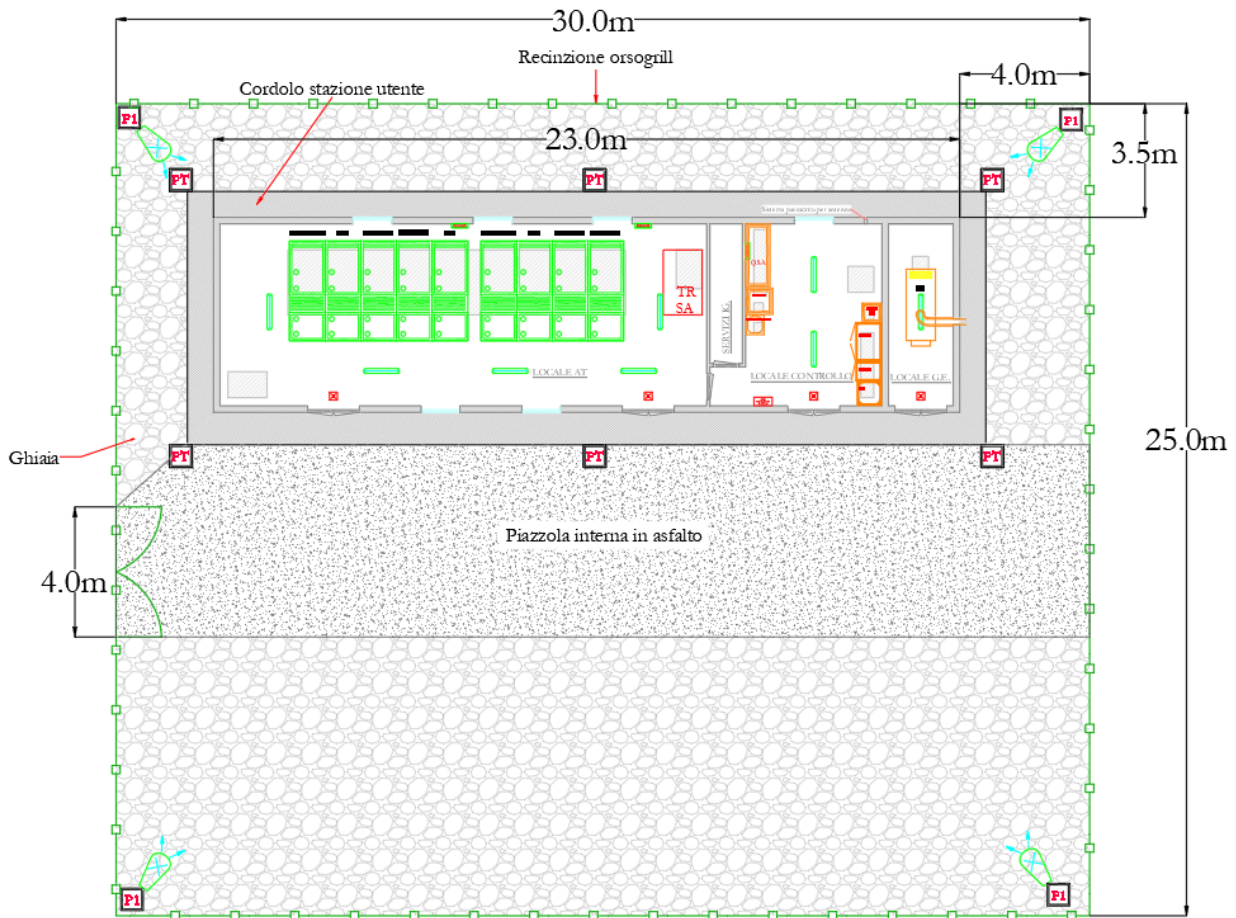 30.0m
Recinzione orsogrill
4.0m
Cordolo stazione utente
P1
P1
23.0m
3.5m
PT
PT
PT
Q.S.A.
TR
SA
SERVIZI IG.
LOCALE AT
LOCALE CONTROLLO
LOCALE G.E.
Ghiaia
PT
PT
PT
25.0m
Piazzola interna in asfalto
4.0m
P1
P1